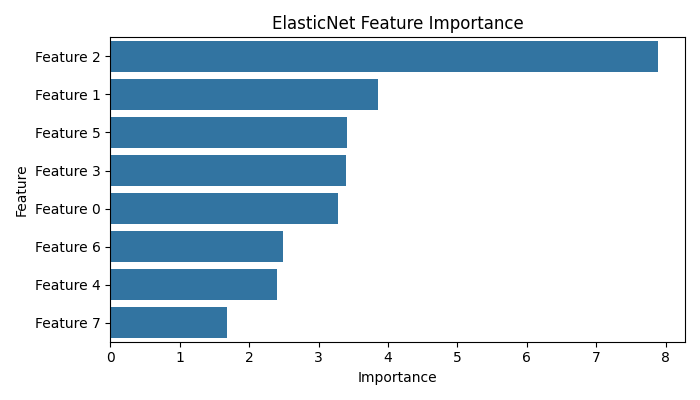 ElasticNet Feature Importance
Feature
Feature 2
Feature 1
Feature 5
Feature 3
Feature 0
Feature 6
Feature 4
Feature 7
0 1 2 3 4 5 6 7 8
Importance